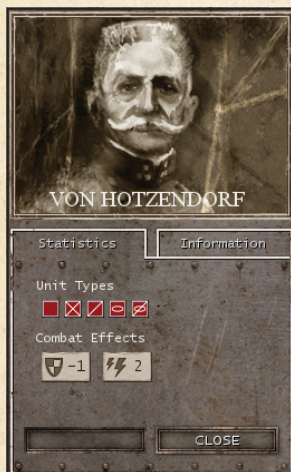 VON HOTZENDORF
Statistics Information
Unit Types
Combat Effects
-1 2
CLOSE